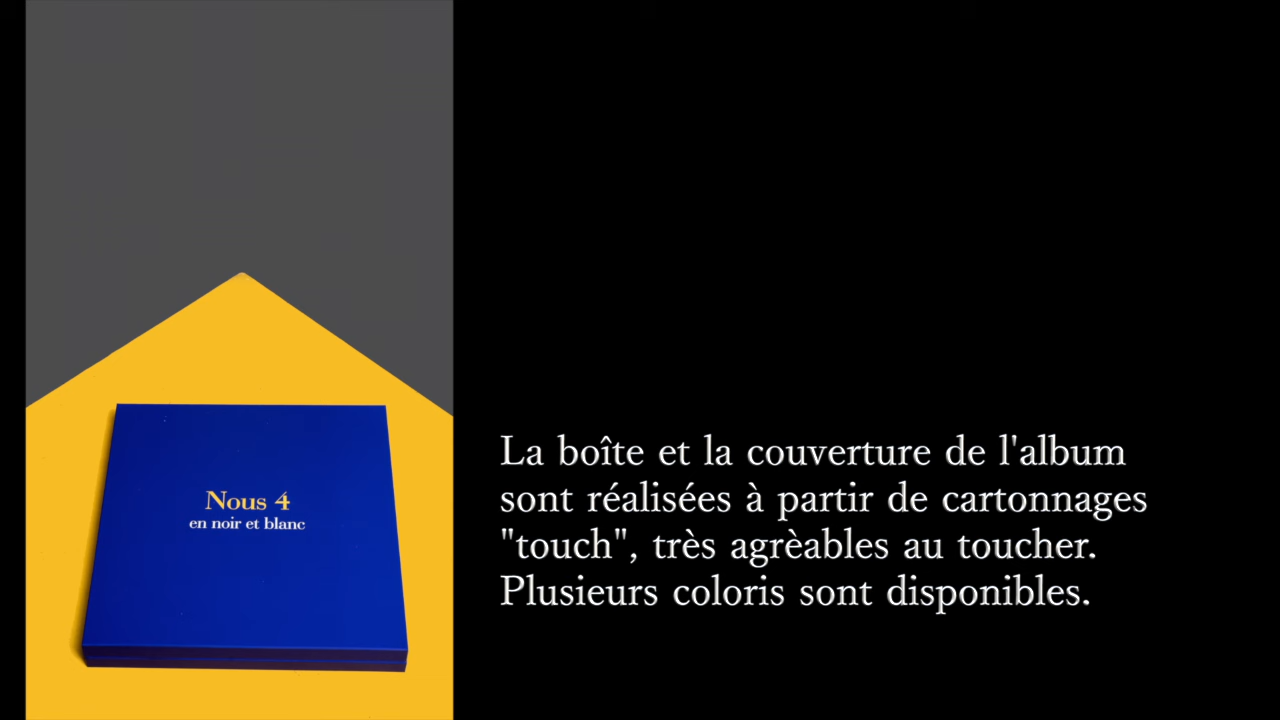 Nous 4
en noir et blanc
La boîte et la couverture de l'album
sont réalisées à partir de cartonnages
"touch", très agrèables au toucher.
Plusieurs coloris sont disponibles.